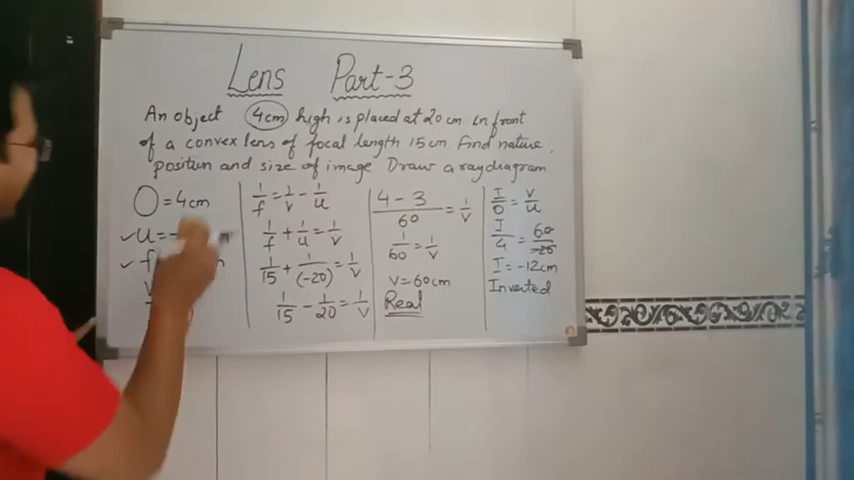 Lens Part-3
An object 4cm high is placed at 20 cm in front
of a convex lens of focal length 15 cm Find nature,
position and size of image Draw a ray diagram
O = 4cm
u = -
f
1/f = 1/v - 1/u
1/f + 1/u = 1/v
1/15 + 1/(-20) = 1/v
1/15 - 1/20 = 1/v
4 - 3/60 = 1/v
1/60 = 1/v
v = 60cm
Real
I/O = v/u
I/4 = 60/-20
I = -12cm
Inverted